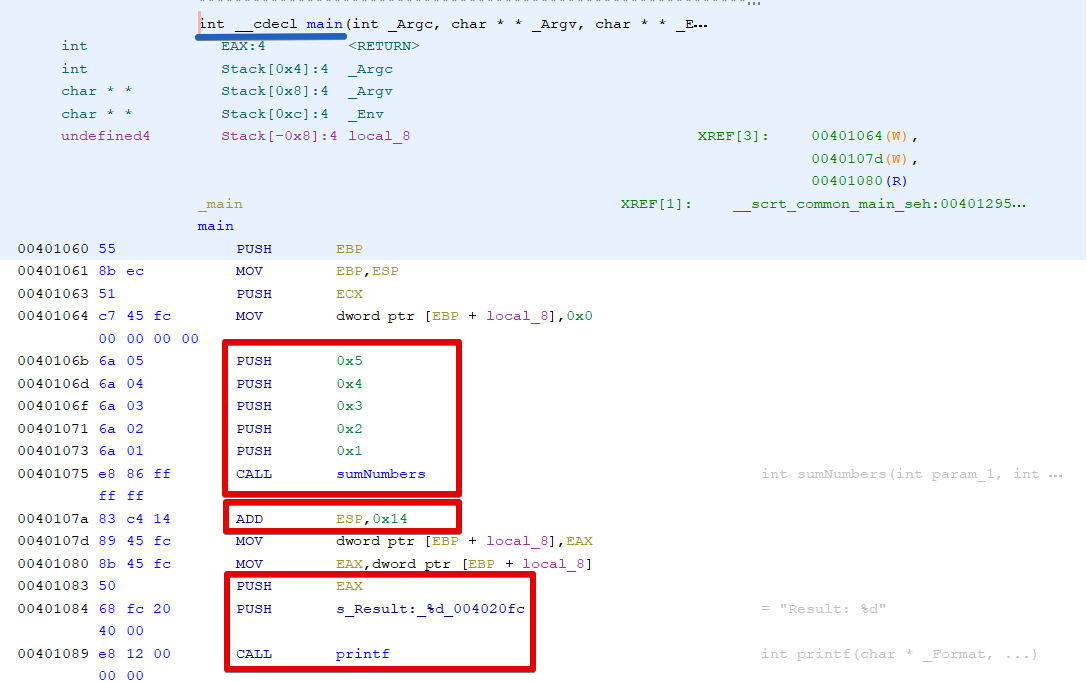 int __cdecl main(int _Argc, char * * _Argv, char * * _E...
int EAX:4 <RETURN>
int Stack[0x4]:4 _Argc
char * * Stack[0x8]:4 _Argv
char * * Stack[0xc]:4 _Env
undefined4 Stack[-0x8]:4 local_8 XREF[3]: 00401064(W),
0040107d(W),
00401080(R)
_main XREF[1]: __scrt_common_main_seh:00401295...
main
00401060 55 PUSH EBP
00401061 8b ec MOV EBP,ESP
00401063 51 PUSH ECX
00401064 c7 45 fc MOV dword ptr [EBP + local_8],0x0
00 00 00 00
0040106b 6a 05 PUSH 0x5
0040106d 6a 04 PUSH 0x4
0040106f 6a 03 PUSH 0x3
00401071 6a 02 PUSH 0x2
00401073 6a 01 PUSH 0x1
00401075 e8 86 ff CALL sumNumbers int sumNumbers(int param_1, int ...
ff ff
0040107a 83 c4 14 ADD ESP,0x14
0040107d 89 45 fc MOV dword ptr [EBP + local_8],EAX
00401080 8b 45 fc MOV EAX,dword ptr [EBP + local_8]
00401083 50 PUSH EAX
00401084 68 fc 20 PUSH s_Result:_%d_004020fc = "Result: %d"
40 00
00401089 e8 12 00 CALL printf int printf(char * _Format, ...)
00 00